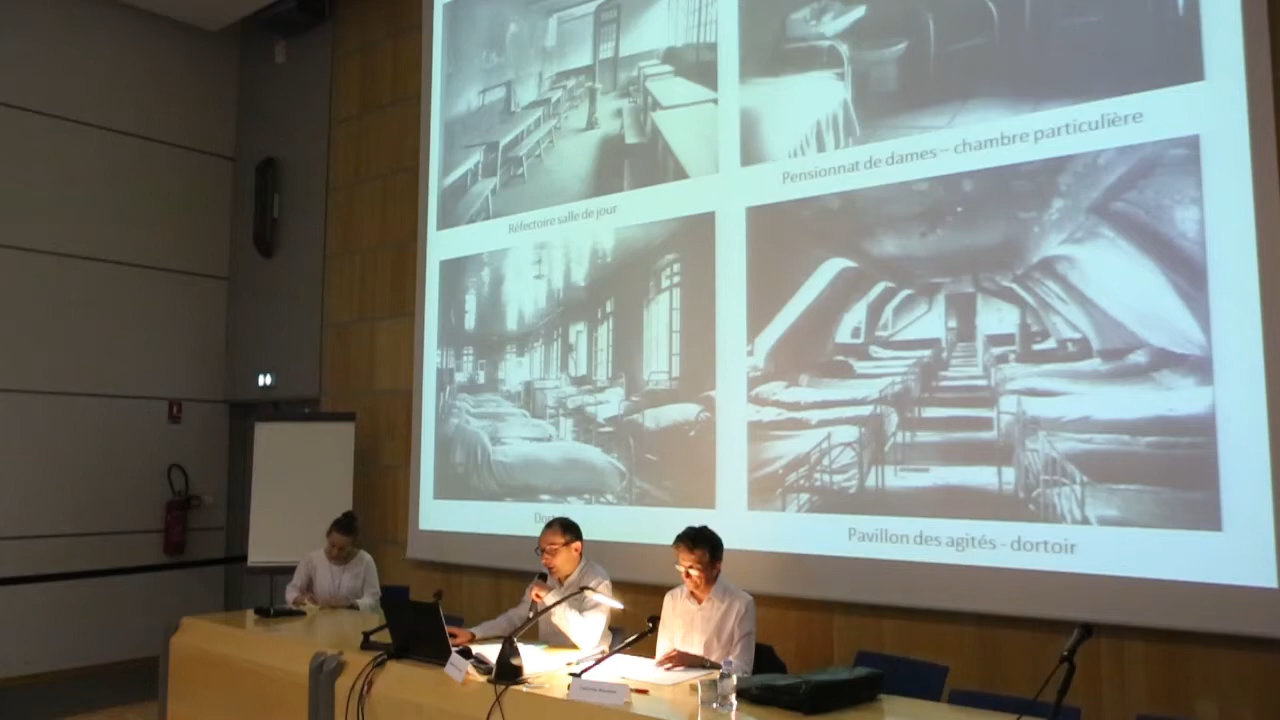 Pensionnat de dames – chambre particulière
Réfectoire salle de jour
Pavillon des agités - dortoir